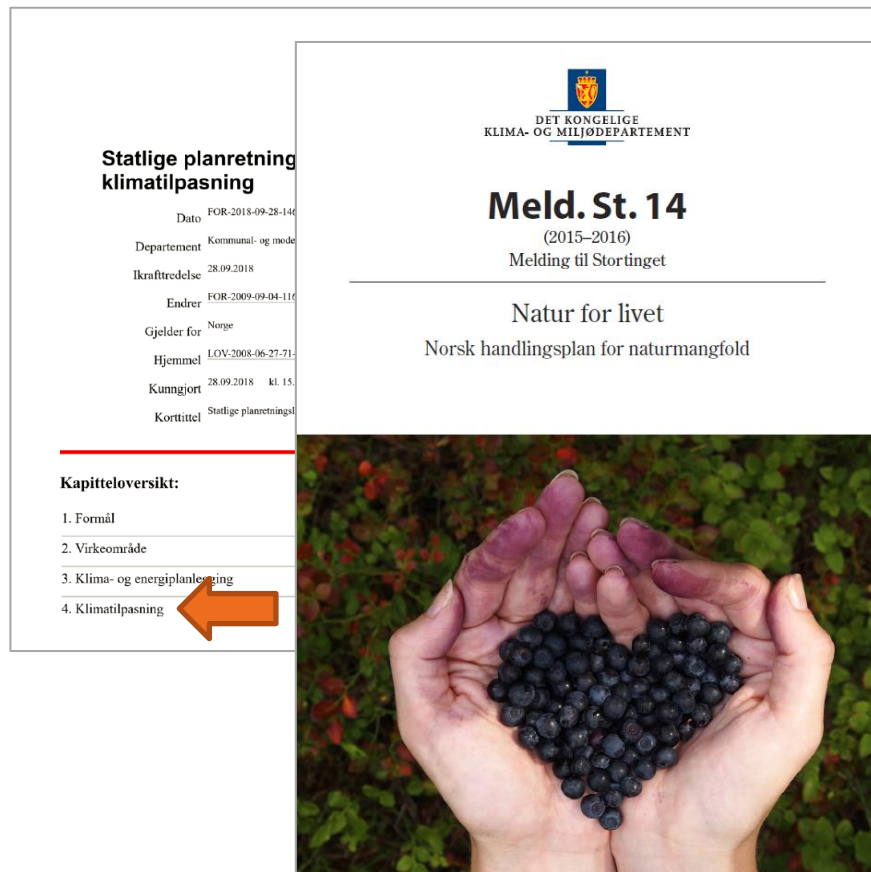 Statlige planretning
klimatilpasning
Dato FOR-2018-09-28-146
Departement Kommunal- og mode
Ikrafttredelse 28.09.2018
Endrer FOR-2009-09-04-116
Gjelder for Norge
Hjemmel LOV-2008-06-27-71-
Kunngjort 28.09.2018 kl. 15.
Korttittel Statlige planretningsl
Kapitteloversikt:
1. Formål
2. Virkeområde
3. Klima- og energiplanlegging
4. Klimatilpasning
DET KONGELIGE
KLIMA- OG MILJØDEPARTEMENT
Meld. St. 14
(2015–2016)
Melding til Stortinget
Natur for livet
Norsk handlingsplan for naturmangfold